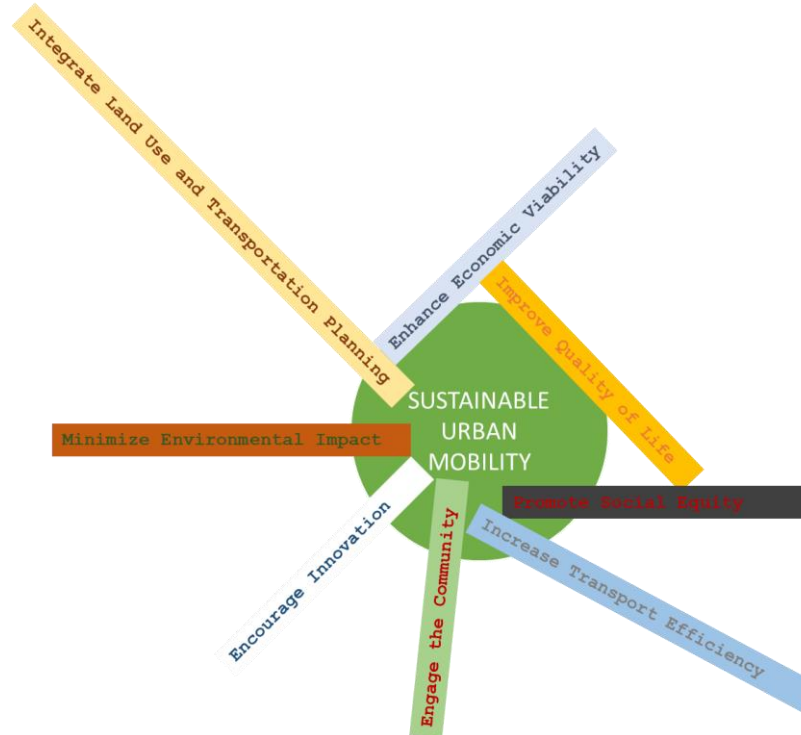 Integrate Land Use and Transportation Planning
Enhance Economic Viability
Improve Quality of Life
SUSTAINABLE
URBAN
MOBILITY
Minimize Environmental Impact
Promote Social Equity
Increase Transport Efficiency
Encourage Innovation
Engage the Community